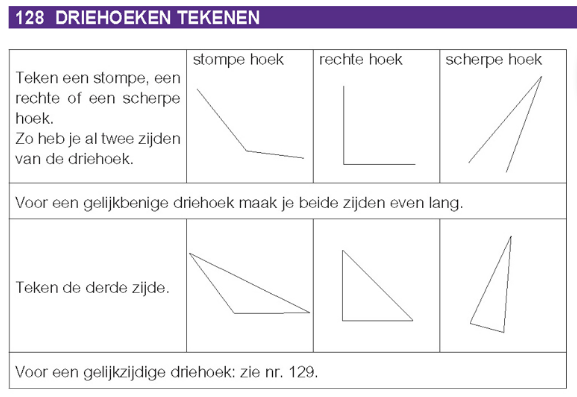 128 DRIEHOEKEN TEKENEN
Teken een stompe, een
rechte of een scherpe
hoek.
Zo heb je al twee zijden
van de driehoek.
stompe hoek
rechte hoek
scherpe hoek
Voor een gelijkbenige driehoek maak je beide zijden even lang.
Teken de derde zijde.
Voor een gelijkzijdige driehoek: zie nr. 129.